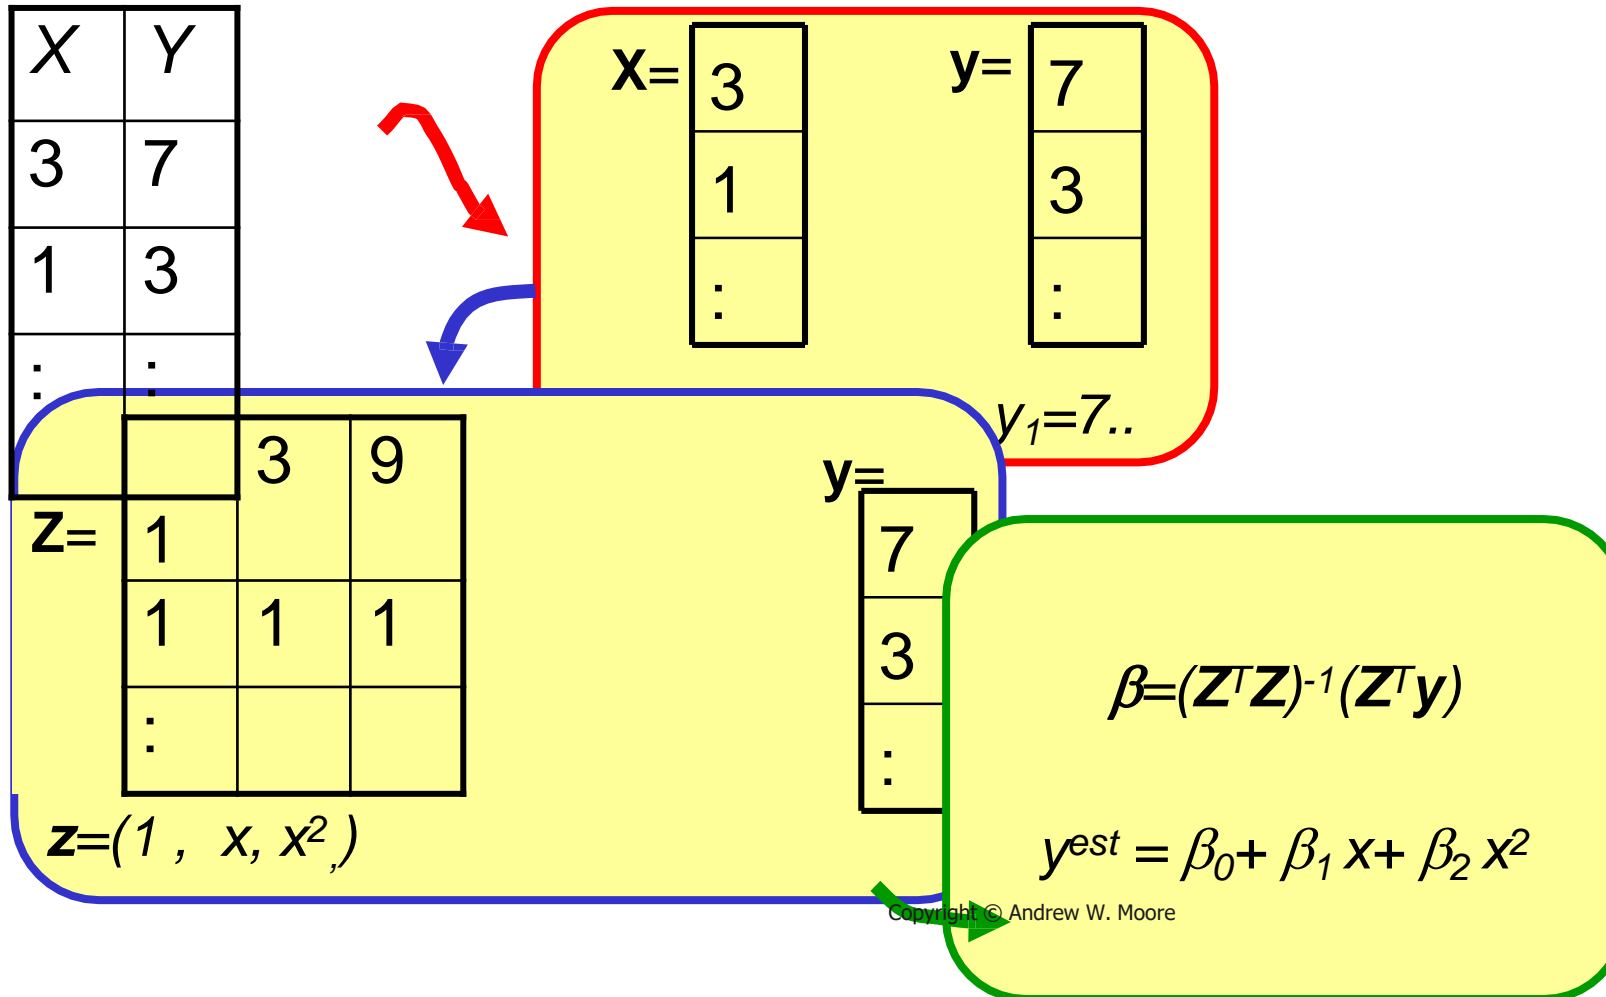 X Y
3 7
1 3
: :
X= 3
1
:
y= 7
3
:
y₁=7..
Z=
3 9
1
1 1 1
:
y=
7
3
:
z=(1 , x, x²,)
β=(ZᵀZ)⁻¹(Zᵀy)
yᵉˢᵗ = β₀+ β₁ x+ β₂ x²
Copyright © Andrew W. Moore